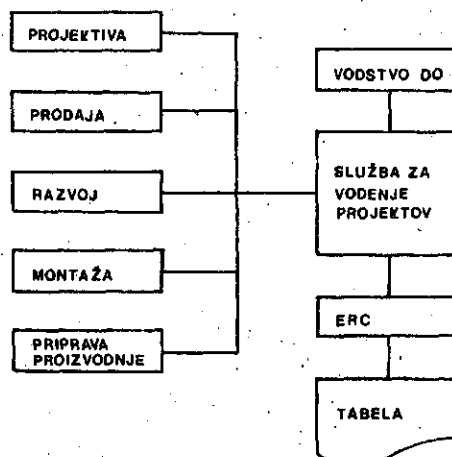 PROJEKTIVA
PRODAJA
RAZVOJ
MONTAŽA
PRIPRAVA
PROIZVODNJE
VODSTVO DO
SLUŽBA ZA
VODENJE
PROJEKTOV
ERC
TABELA